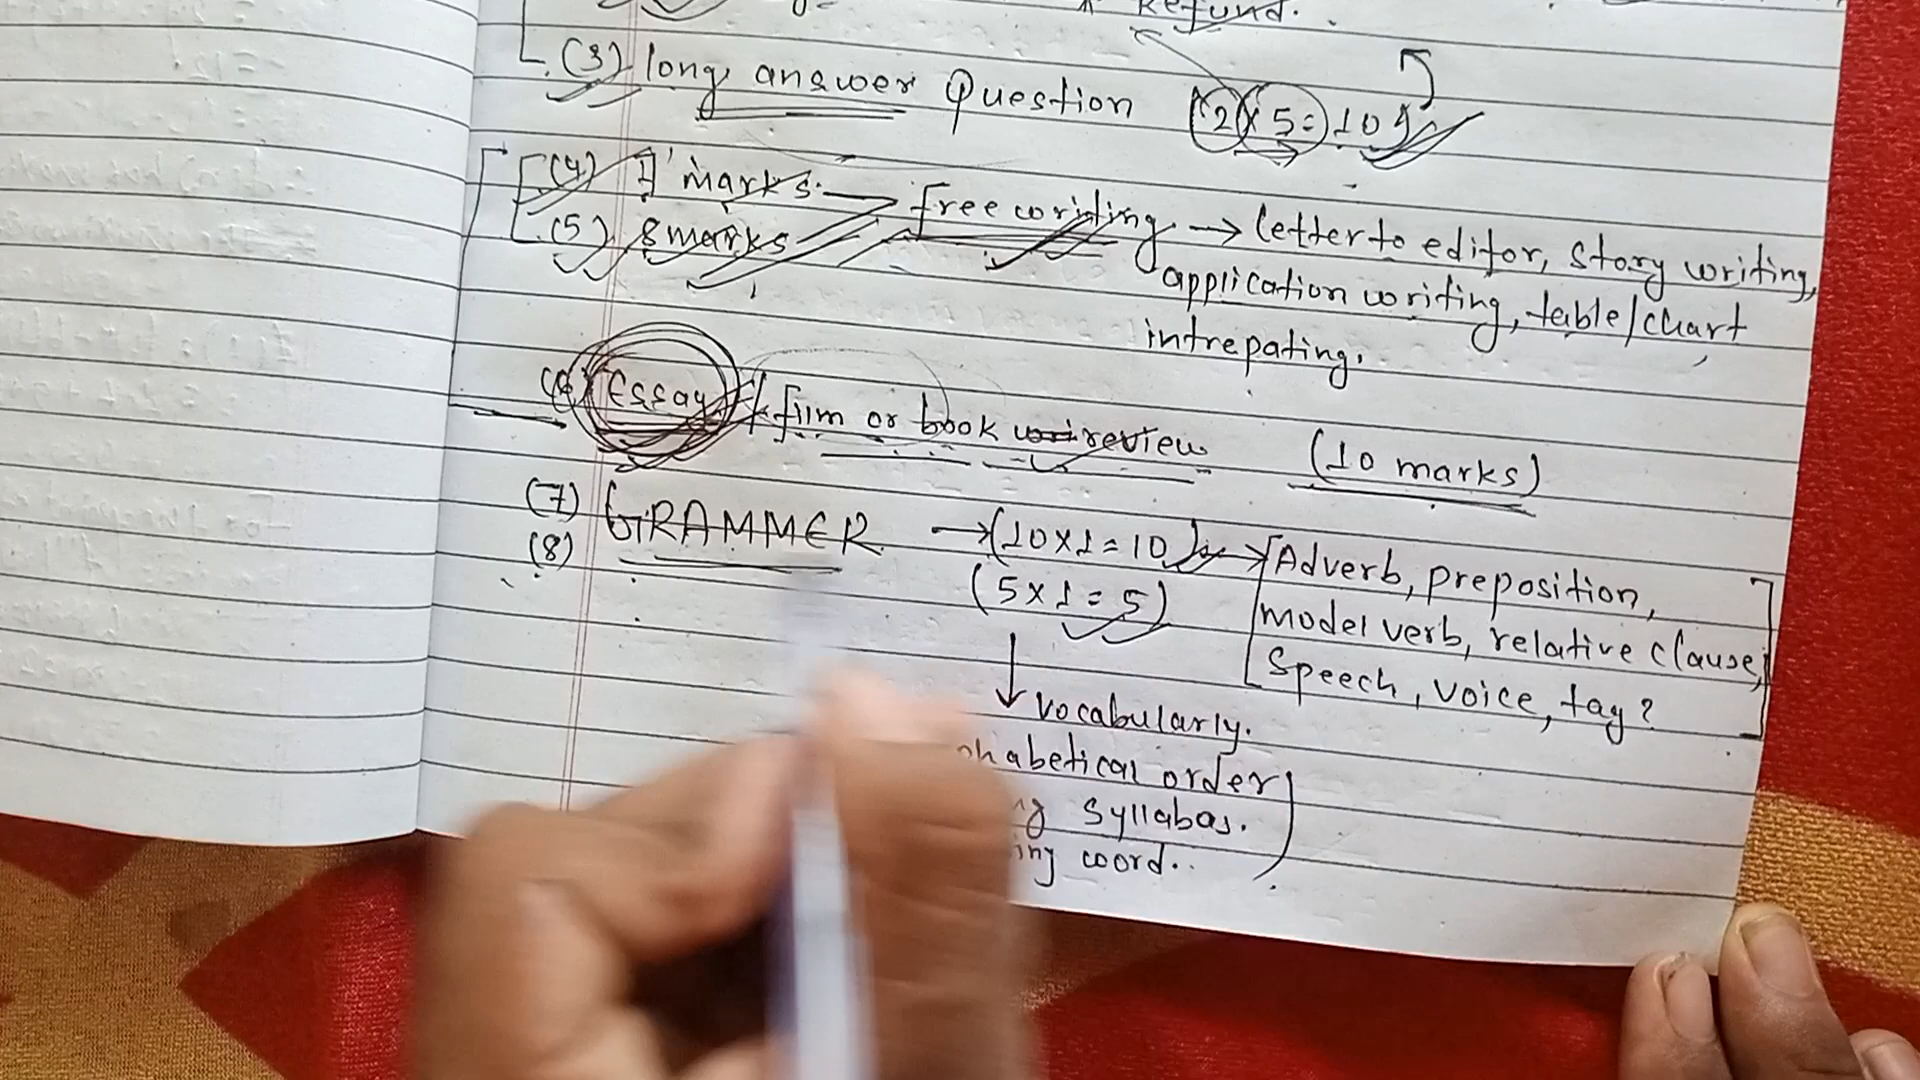 Refund.
(3) long answer Question (2×5=10)
(4) 7 marks. → free writing → letter to editor, story writing,
(5) 8 marks
application writing, table/chart
intrepating.
(6) Essay / film or book review (10 marks)
(7) GRAMMER → (10×1=10) → Adverb, preposition,
(8) (5×1=5) model verb, relative clause,
Speech, voice, tag?
↓ vocabularly.
habetical order
syllabas.